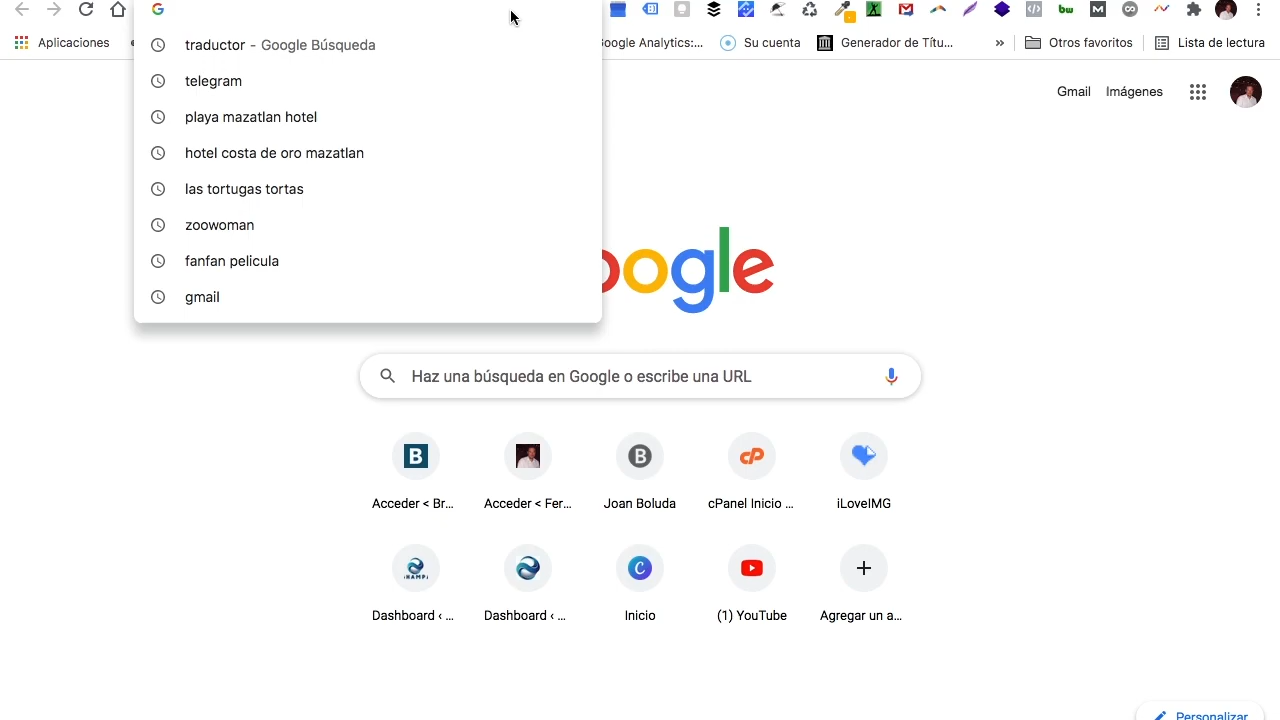 Aplicaciones
oogle Analytics:...
Su cuenta
Generador de Títu...
»
Otros favoritos
Lista de lectura
traductor - Google Búsqueda
telegram
playa mazatlan hotel
hotel costa de oro mazatlan
las tortugas tortas
zoowoman
fanfan pelicula
gmail
Gmail
Imágenes
oogle
Haz una búsqueda en Google o escribe una URL
Acceder < Br...
Acceder < Fer...
Joan Boluda
cPanel Inicio ...
iLoveIMG
Dashboard ‹ ...
Dashboard ‹ ...
Inicio
(1) YouTube
Agregar un a...
Personalizar